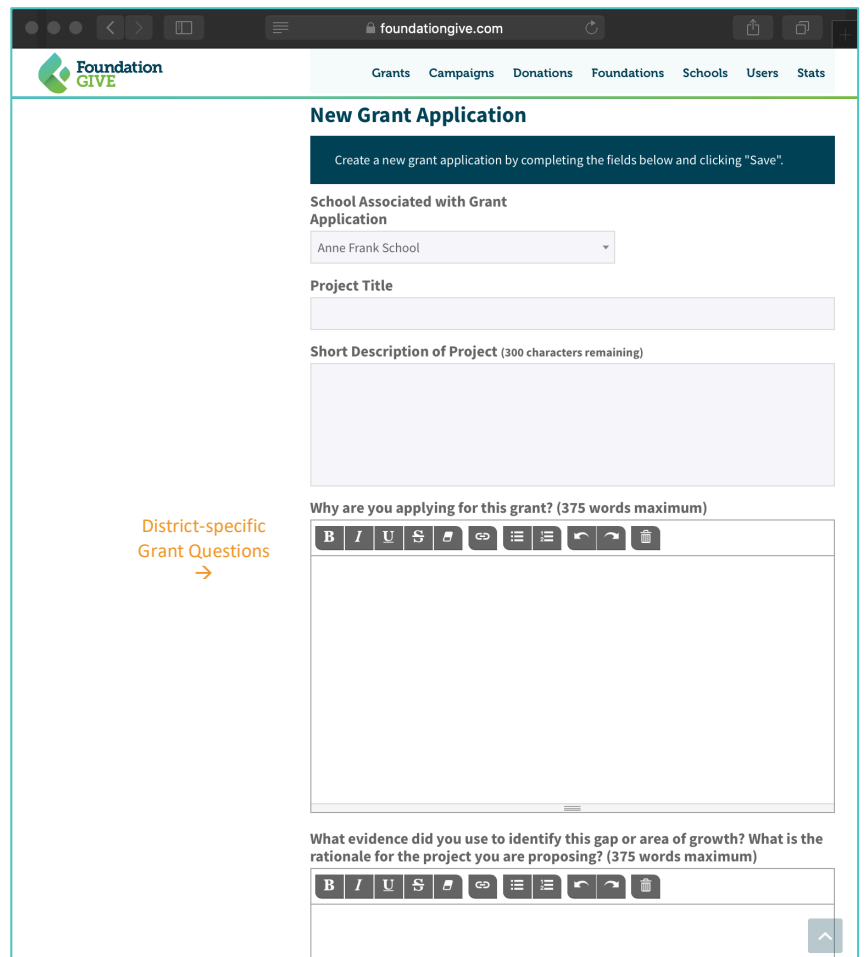 foundationgive.com
Foundation
GIVE
Grants Campaigns Donations Foundations Schools Users Stats
New Grant Application
Create a new grant application by completing the fields below and clicking "Save".
School Associated with Grant
Application
Anne Frank School
Project Title
Short Description of Project (300 characters remaining)
Why are you applying for this grant? (375 words maximum)
B I U S
District-specific
Grant Questions
→
What evidence did you use to identify this gap or area of growth? What is the
rationale for the project you are proposing? (375 words maximum)
B I U S